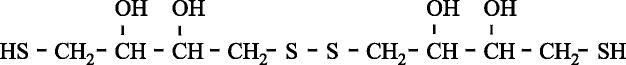 OH OH OH OH
HS - CH₂ - CH - CH - CH₂ - S - S - CH₂ - CH - CH - CH₂ - SH